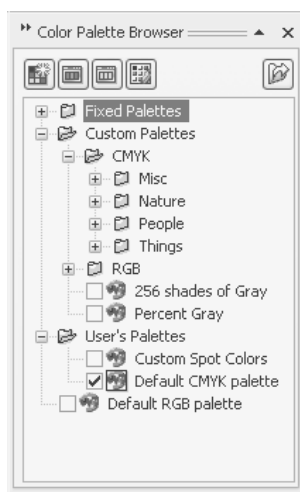 Color Palette Browser
Fixed Palettes
Custom Palettes
CMYK
Misc
Nature
People
Things
RGB
256 shades of Gray
Percent Gray
User's Palettes
Custom Spot Colors
Default CMYK palette
Default RGB palette